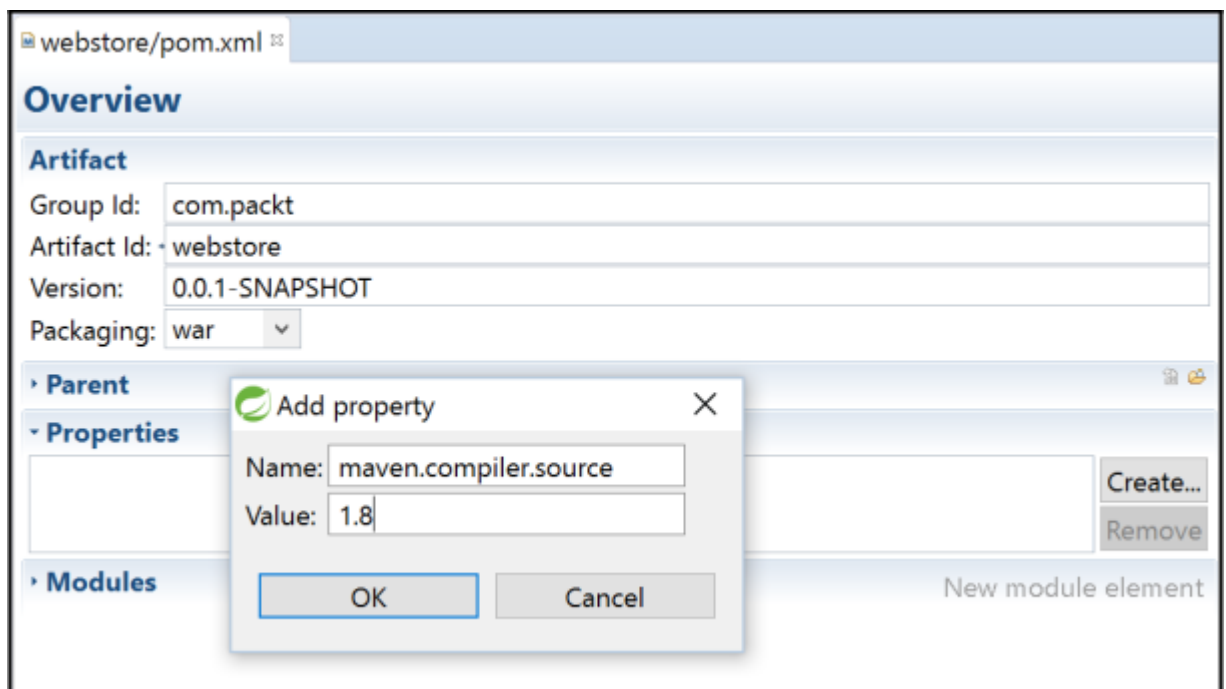 webstore/pom.xml
Overview
Artifact
Group Id: com.packt
Artifact Id: webstore
Version: 0.0.1-SNAPSHOT
Packaging: war
Parent
Add property
Properties
Name: maven.compiler.source
Create...
Value: 1.8
Remove
Modules
New module element
OK Cancel